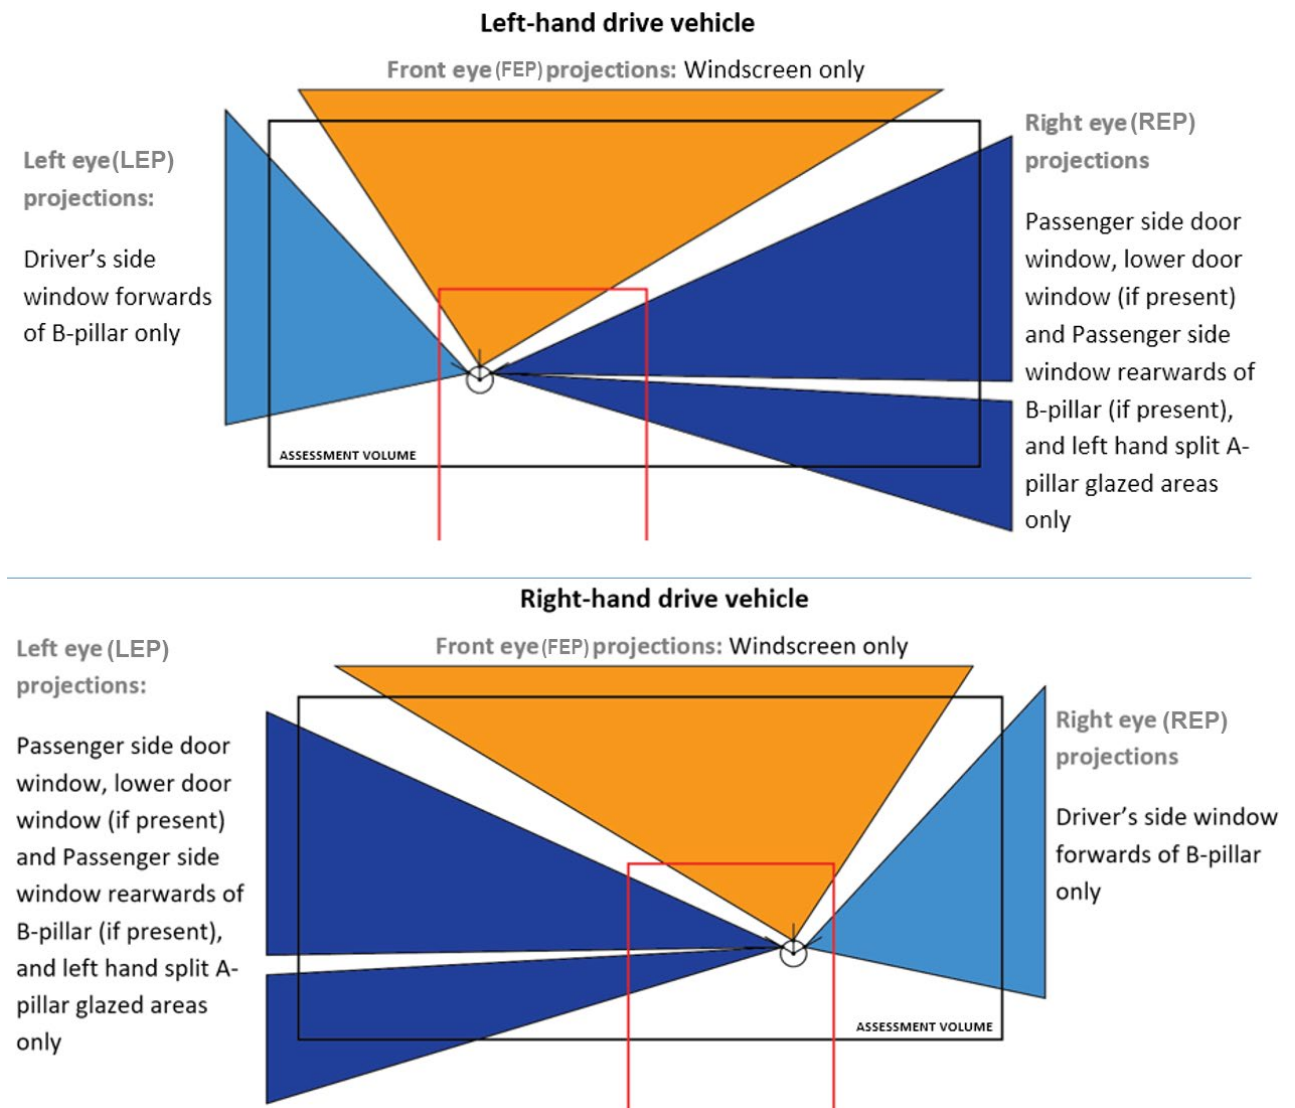 Left-hand drive vehicle
Front eye (FEP) projections: Windscreen only
Left eye (LEP)
projections:
Driver's side
window forwards
of B-pillar only
Right eye (REP)
projections
Passenger side door
window, lower door
window (if present)
and Passenger side
window rearwards of
B-pillar (if present),
and left hand split A-
pillar glazed areas
only
ASSESSMENT VOLUME
Right-hand drive vehicle
Front eye (FEP) projections: Windscreen only
Left eye (LEP)
projections:
Passenger side door
window, lower door
window (if present)
and Passenger side
window rearwards of
B-pillar (if present),
and left hand split A-
pillar glazed areas
only
Right eye (REP)
projections
Driver's side window
forwards of B-pillar
only
ASSESSMENT VOLUME